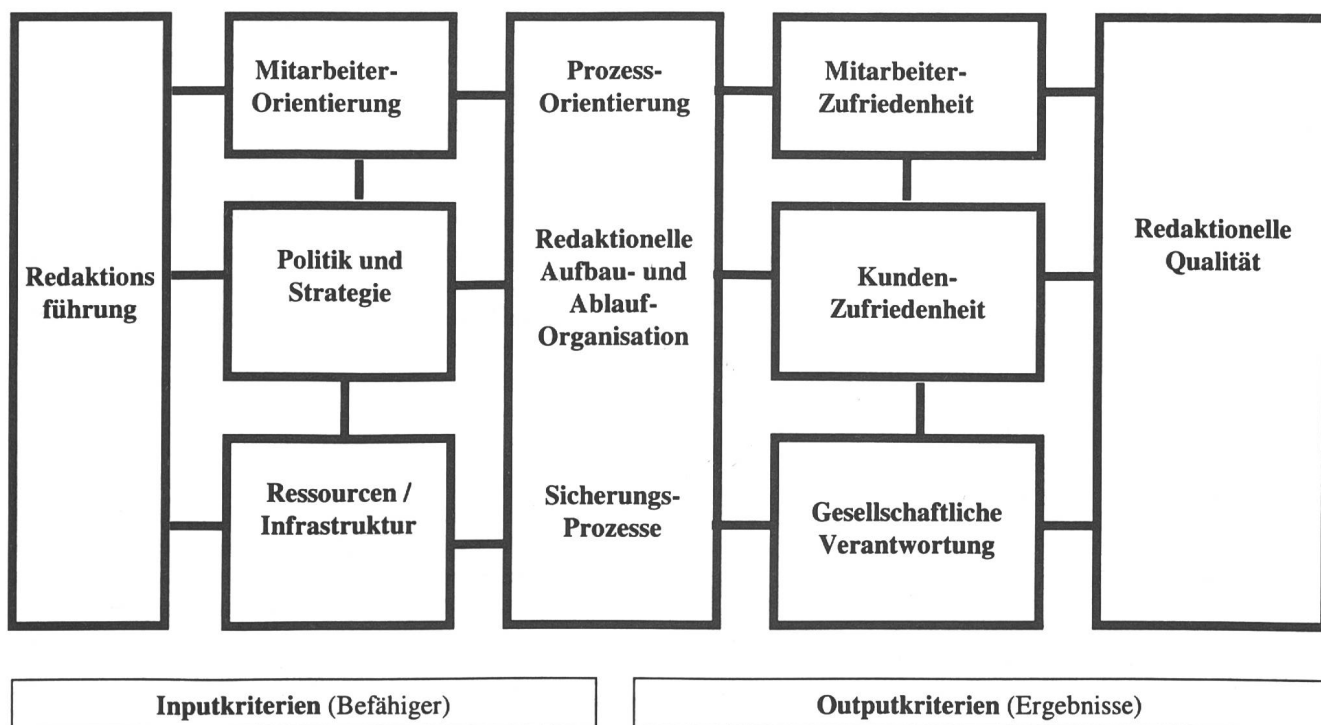 Redaktions
führung
Mitarbeiter-
Orientierung
Politik und
Strategie
Ressourcen /
Infrastruktur
Prozess-
Orientierung
Redaktionelle
Aufbau- und
Ablauf-
Organisation
Sicherungs-
Prozesse
Mitarbeiter-
Zufriedenheit
Kunden-
Zufriedenheit
Gesellschaftliche
Verantwortung
Redaktionelle
Qualität
Inputkriterien (Befähiger)
Outputkriterien (Ergebnisse)